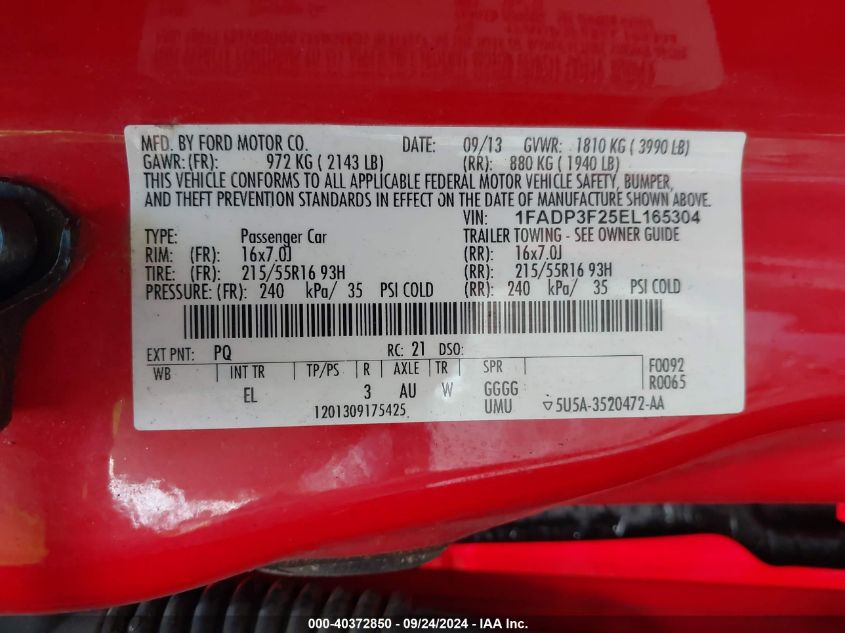 MFD. BY FORD MOTOR CO. DATE: 09/13 GVWR: 1810 KG ( 3990 LB)
GAWR: (FR): 972 KG ( 2143 LB) (RR): 880 KG ( 1940 LB)
THIS VEHICLE CONFORMS TO ALL APPLICABLE FEDERAL MOTOR VEHICLE SAFETY, BUMPER,
AND THEFT PREVENTION STANDARDS IN EFFECT ON THE DATE OF MANUFACTURE SHOWN ABOVE.
VIN: 1FADP3F25EL165304
TYPE: Passenger Car TRAILER TOWING - SEE OWNER GUIDE
RIM: (FR): 16x7.0J (RR): 16x7.0J
TIRE: (FR): 215/55R16 93H (RR): 215/55R16 93H
PRESSURE: (FR): 240 kPa/ 35 PSI COLD (RR): 240 kPa/ 35 PSI COLD
EXT PNT: PQ RC: 21 DSO:
WB INT TR TP/PS R AXLE TR SPR F0092
EL 3 AU W GGGG R0065
1201309175425 UMU ▽5U5A-3520472-AA
000-40372850 - 09/24/2024 - IAA Inc.